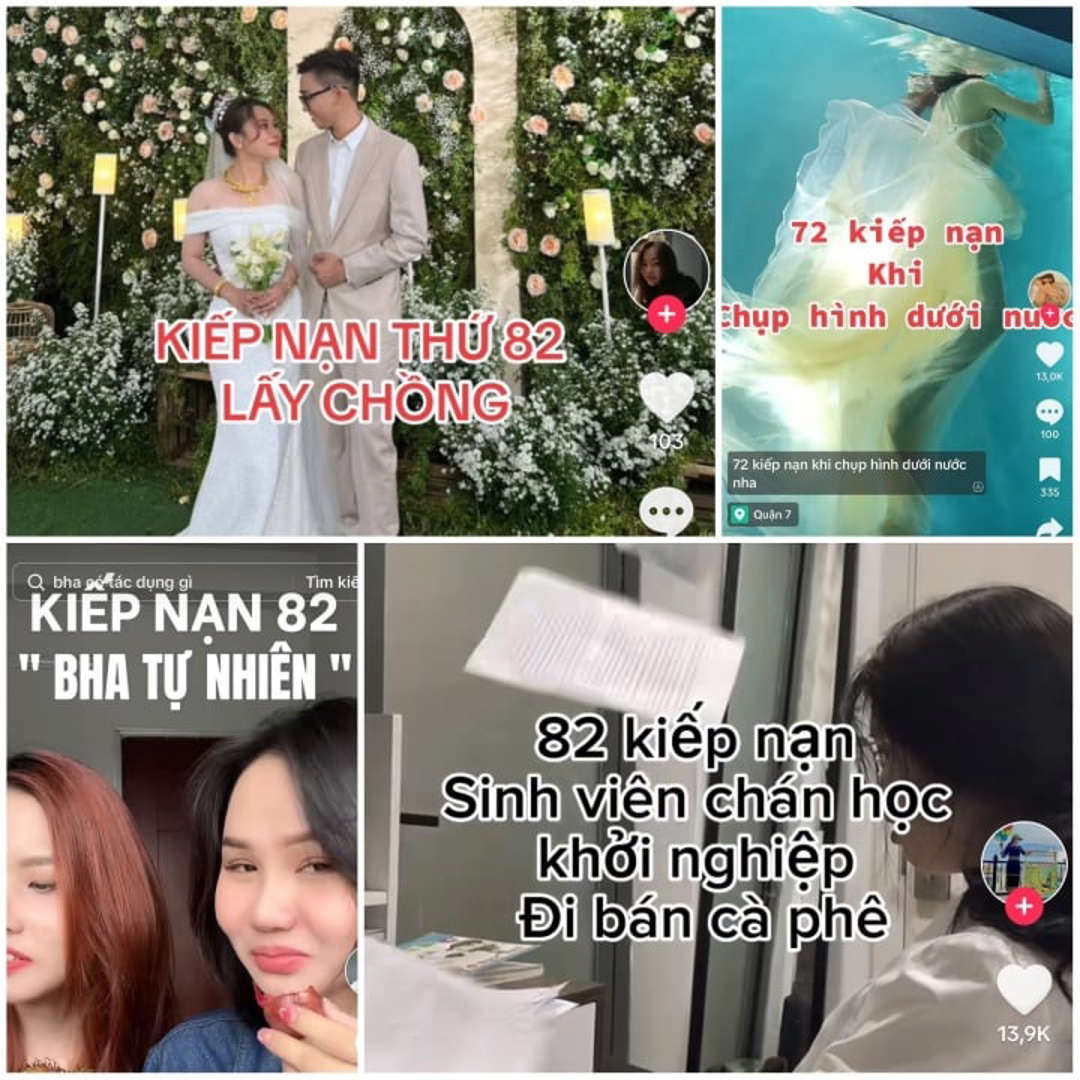 KIẾP NẠN THỨ 82
LẤY CHỒNG
103
72 kiếp nạn
Khi
Chụp hình dưới nước
13,0K
100
335
72 kiếp nạn khi chụp hình dưới nước
nha
Quận 7
bha có tác dụng gì
Tìm kiế
KIẾP NẠN 82
" BHA TỰ NHIÊN "
82 kiếp nạn
Sinh viên chán học
khởi nghiệp
Đi bán cà phê
13,9K